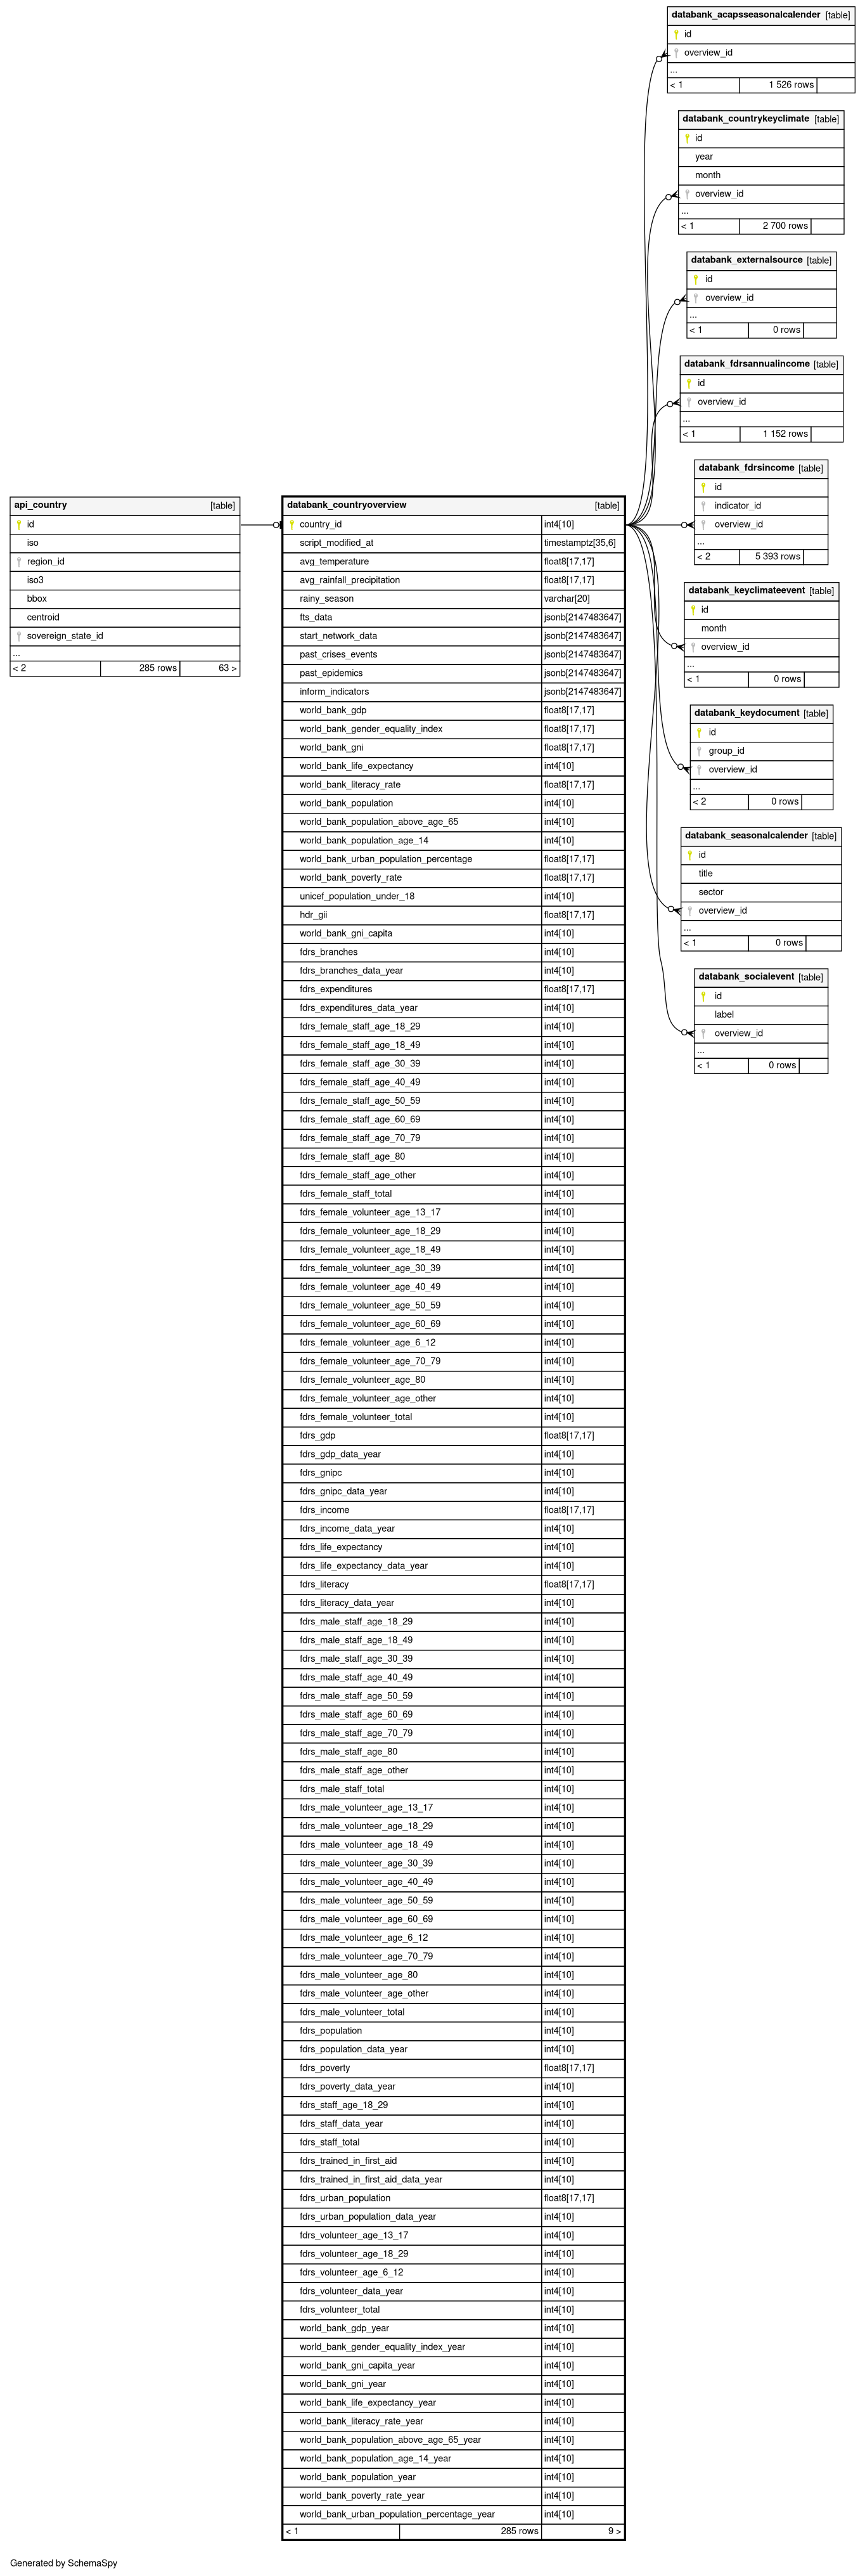 databank_acapsseasonalcalender [table]
id
overview_id
...
< 1 1 526 rows
databank_countrykeyclimate [table]
id
year
month
overview_id
...
< 1 2 700 rows
databank_externalsource [table]
id
overview_id
...
< 1 0 rows
databank_fdrsannualincome [table]
id
overview_id
...
< 1 1 152 rows
databank_fdrsincome [table]
id
indicator_id
overview_id
...
< 2 5 393 rows
databank_keyclimateevent [table]
id
month
overview_id
...
< 1 0 rows
databank_keydocument [table]
id
group_id
overview_id
...
< 2 0 rows
databank_seasonalcalender [table]
id
title
sector
overview_id
...
< 1 0 rows
databank_socialevent [table]
id
label
overview_id
...
< 1 0 rows
api_country [table]
id
iso
region_id
iso3
bbox
centroid
sovereign_state_id
...
< 2 285 rows 63 >
databank_countryoverview [table]
country_id int4[10]
script_modified_at timestamptz[35,6]
avg_temperature float8[17,17]
avg_rainfall_precipitation float8[17,17]
rainy_season varchar[20]
fts_data jsonb[2147483647]
start_network_data jsonb[2147483647]
past_crises_events jsonb[2147483647]
past_epidemics jsonb[2147483647]
inform_indicators jsonb[2147483647]
world_bank_gdp float8[17,17]
world_bank_gender_equality_index float8[17,17]
world_bank_gni float8[17,17]
world_bank_life_expectancy int4[10]
world_bank_literacy_rate float8[17,17]
world_bank_population int4[10]
world_bank_population_above_age_65 int4[10]
world_bank_population_age_14 int4[10]
world_bank_urban_population_percentage float8[17,17]
world_bank_poverty_rate float8[17,17]
unicef_population_under_18 int4[10]
hdr_gii float8[17,17]
world_bank_gni_capita int4[10]
fdrs_branches int4[10]
fdrs_branches_data_year int4[10]
fdrs_expenditures float8[17,17]
fdrs_expenditures_data_year int4[10]
fdrs_female_staff_age_18_29 int4[10]
fdrs_female_staff_age_18_49 int4[10]
fdrs_female_staff_age_30_39 int4[10]
fdrs_female_staff_age_40_49 int4[10]
fdrs_female_staff_age_50_59 int4[10]
fdrs_female_staff_age_60_69 int4[10]
fdrs_female_staff_age_70_79 int4[10]
fdrs_female_staff_age_80 int4[10]
fdrs_female_staff_age_other int4[10]
fdrs_female_staff_total int4[10]
fdrs_female_volunteer_age_13_17 int4[10]
fdrs_female_volunteer_age_18_29 int4[10]
fdrs_female_volunteer_age_18_49 int4[10]
fdrs_female_volunteer_age_30_39 int4[10]
fdrs_female_volunteer_age_40_49 int4[10]
fdrs_female_volunteer_age_50_59 int4[10]
fdrs_female_volunteer_age_60_69 int4[10]
fdrs_female_volunteer_age_6_12 int4[10]
fdrs_female_volunteer_age_70_79 int4[10]
fdrs_female_volunteer_age_80 int4[10]
fdrs_female_volunteer_age_other int4[10]
fdrs_female_volunteer_total int4[10]
fdrs_gdp float8[17,17]
fdrs_gdp_data_year int4[10]
fdrs_gnipc int4[10]
fdrs_gnipc_data_year int4[10]
fdrs_income float8[17,17]
fdrs_income_data_year int4[10]
fdrs_life_expectancy int4[10]
fdrs_life_expectancy_data_year int4[10]
fdrs_literacy float8[17,17]
fdrs_literacy_data_year int4[10]
fdrs_male_staff_age_18_29 int4[10]
fdrs_male_staff_age_18_49 int4[10]
fdrs_male_staff_age_30_39 int4[10]
fdrs_male_staff_age_40_49 int4[10]
fdrs_male_staff_age_50_59 int4[10]
fdrs_male_staff_age_60_69 int4[10]
fdrs_male_staff_age_70_79 int4[10]
fdrs_male_staff_age_80 int4[10]
fdrs_male_staff_age_other int4[10]
fdrs_male_staff_total int4[10]
fdrs_male_volunteer_age_13_17 int4[10]
fdrs_male_volunteer_age_18_29 int4[10]
fdrs_male_volunteer_age_18_49 int4[10]
fdrs_male_volunteer_age_30_39 int4[10]
fdrs_male_volunteer_age_40_49 int4[10]
fdrs_male_volunteer_age_50_59 int4[10]
fdrs_male_volunteer_age_60_69 int4[10]
fdrs_male_volunteer_age_6_12 int4[10]
fdrs_male_volunteer_age_70_79 int4[10]
fdrs_male_volunteer_age_80 int4[10]
fdrs_male_volunteer_age_other int4[10]
fdrs_male_volunteer_total int4[10]
fdrs_population int4[10]
fdrs_population_data_year int4[10]
fdrs_poverty float8[17,17]
fdrs_poverty_data_year int4[10]
fdrs_staff_age_18_29 int4[10]
fdrs_staff_data_year int4[10]
fdrs_staff_total int4[10]
fdrs_trained_in_first_aid int4[10]
fdrs_trained_in_first_aid_data_year int4[10]
fdrs_urban_population float8[17,17]
fdrs_urban_population_data_year int4[10]
fdrs_volunteer_age_13_17 int4[10]
fdrs_volunteer_age_18_29 int4[10]
fdrs_volunteer_age_6_12 int4[10]
fdrs_volunteer_data_year int4[10]
fdrs_volunteer_total int4[10]
world_bank_gdp_year int4[10]
world_bank_gender_equality_index_year int4[10]
world_bank_gni_capita_year int4[10]
world_bank_gni_year int4[10]
world_bank_life_expectancy_year int4[10]
world_bank_literacy_rate_year int4[10]
world_bank_population_above_age_65_year int4[10]
world_bank_population_age_14_year int4[10]
world_bank_population_year int4[10]
world_bank_poverty_rate_year int4[10]
world_bank_urban_population_percentage_year int4[10]
< 1 285 rows 9 >
Generated by SchemaSpy